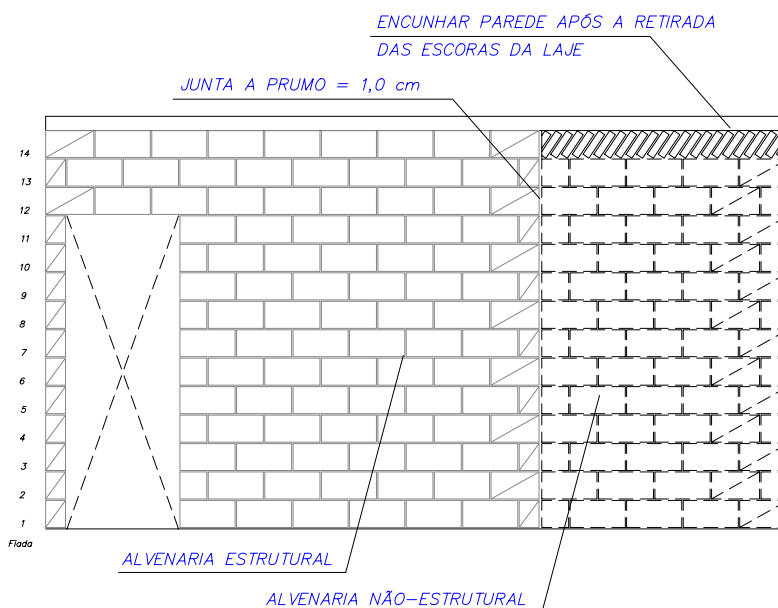 ENCUNHAR PAREDE APÓS A RETIRADA
DAS ESCORAS DA LAJE
JUNTA A PRUMO = 1,0 cm
14
13
12
11
10
9
8
7
6
5
4
3
2
1
Fiada
ALVENARIA ESTRUTURAL
ALVENARIA NÃO-ESTRUTURAL